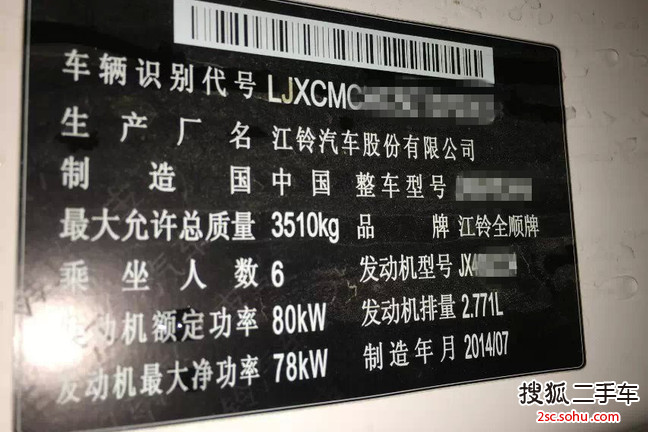 车辆识别代号 LJXCMC
生产厂名 江铃汽车股份有限公司
制造国 中国 整车型号
最大允许总质量 3510kg 品牌 江铃全顺牌
乘坐人数 6 发动机型号 JX4
发动机额定功率 80kW 发动机排量 2.771L
发动机最大净功率 78kW 制造年月 2014/07
搜狐二手车
2sc.sohu.com